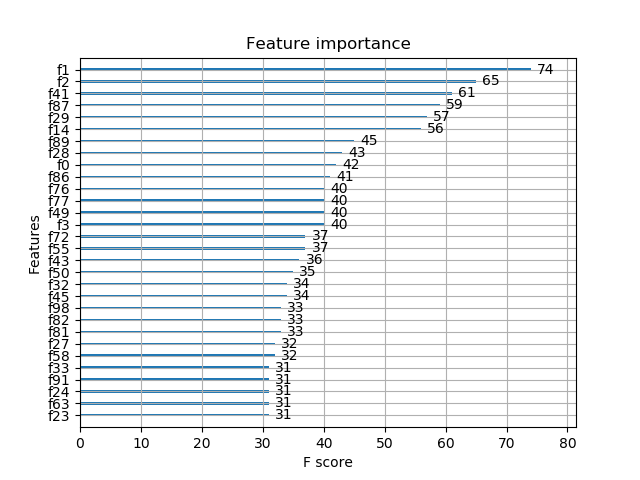 Feature importance
Features
f1 74
f2 65
f41 61
f87 59
f29 57
f14 56
f89 45
f28 43
f0 42
f86 41
f76 40
f77 40
f49 40
f3 40
f72 37
f55 37
f43 36
f50 35
f32 34
f45 34
f98 33
f82 33
f81 33
f27 32
f58 32
f33 31
f91 31
f24 31
f63 31
f23 31
0 10 20 30 40 50 60 70 80
F score